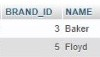 BRAND_ID NAME
3 Baker
5 Floyd